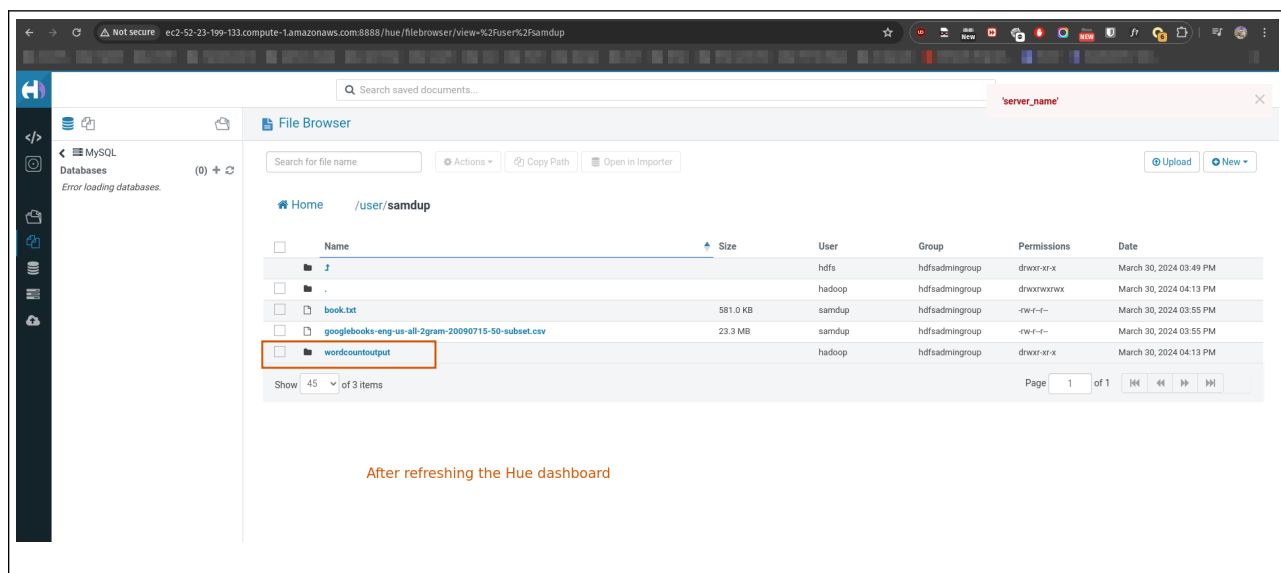 Not secure ec2-52-23-199-133.compute-1.amazonaws.com:8888/hue/filebrowser/view=%2Fuser%2Fsamdup
New NEW
Search saved documents...
'server_name'
File Browser
MySQL
Databases (0)
Error loading databases.
Search for file name Actions Copy Path Open in Importer Upload New
Home /user/samdup
Name Size User Group Permissions Date
hdfs hdfsadmingroup drwxr-xr-x March 30, 2024 03:49 PM
. hadoop hdfsadmingroup drwxrwxrwx March 30, 2024 04:13 PM
book.txt 581.0 KB samdup hdfsadmingroup -rw-r--r-- March 30, 2024 03:55 PM
googlebooks-eng-us-all-2gram-20090715-50-subset.csv 23.3 MB samdup hdfsadmingroup -rw-r--r-- March 30, 2024 03:55 PM
wordcountoutput hadoop hdfsadmingroup drwxr-xr-x March 30, 2024 04:13 PM
Show 45 of 3 items Page 1 of 1
After refreshing the Hue dashboard